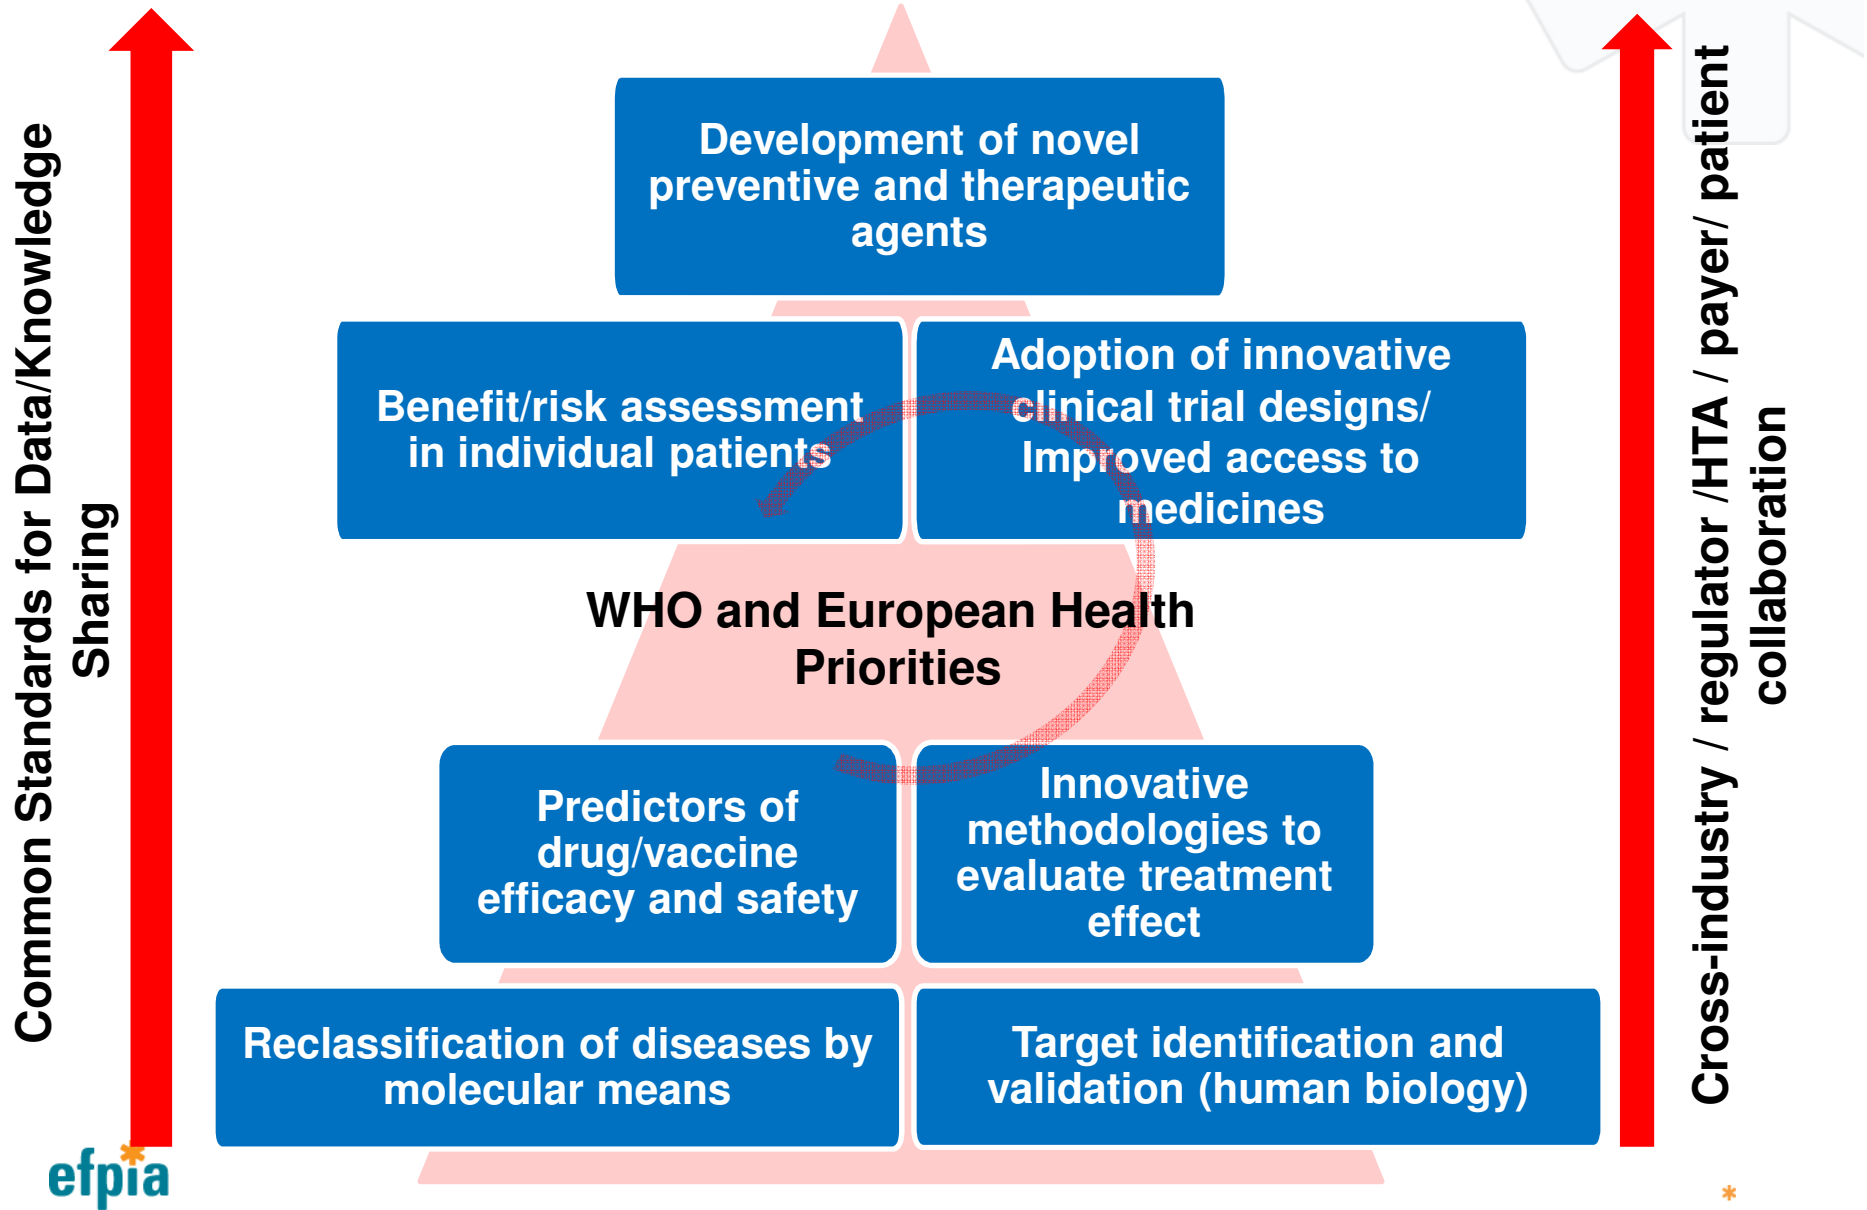 Common Standards for Data/Knowledge
Sharing
Development of novel
preventive and therapeutic
agents
Benefit/risk assessment
in individual patients
Adoption of innovative
clinical trial designs/
Improved access to
medicines
WHO and European Health
Priorities
Predictors of
drug/vaccine
efficacy and safety
Innovative
methodologies to
evaluate treatment
effect
Reclassification of diseases by
molecular means
Target identification and
validation (human biology)
Cross-industry / regulator /HTA / payer/ patient
collaboration
efpia